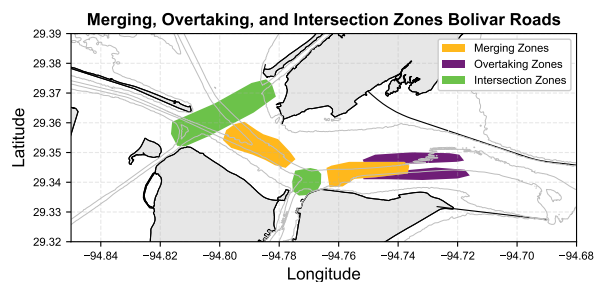 Merging, Overtaking, and Intersection Zones Bolivar Roads
Merging Zones
Overtaking Zones
Intersection Zones
Latitude
29.39
29.38
29.37
29.36
29.35
29.34
29.33
29.32
−94.84
−94.82
−94.80
−94.78
−94.76
−94.74
−94.72
−94.70
−94.68
Longitude